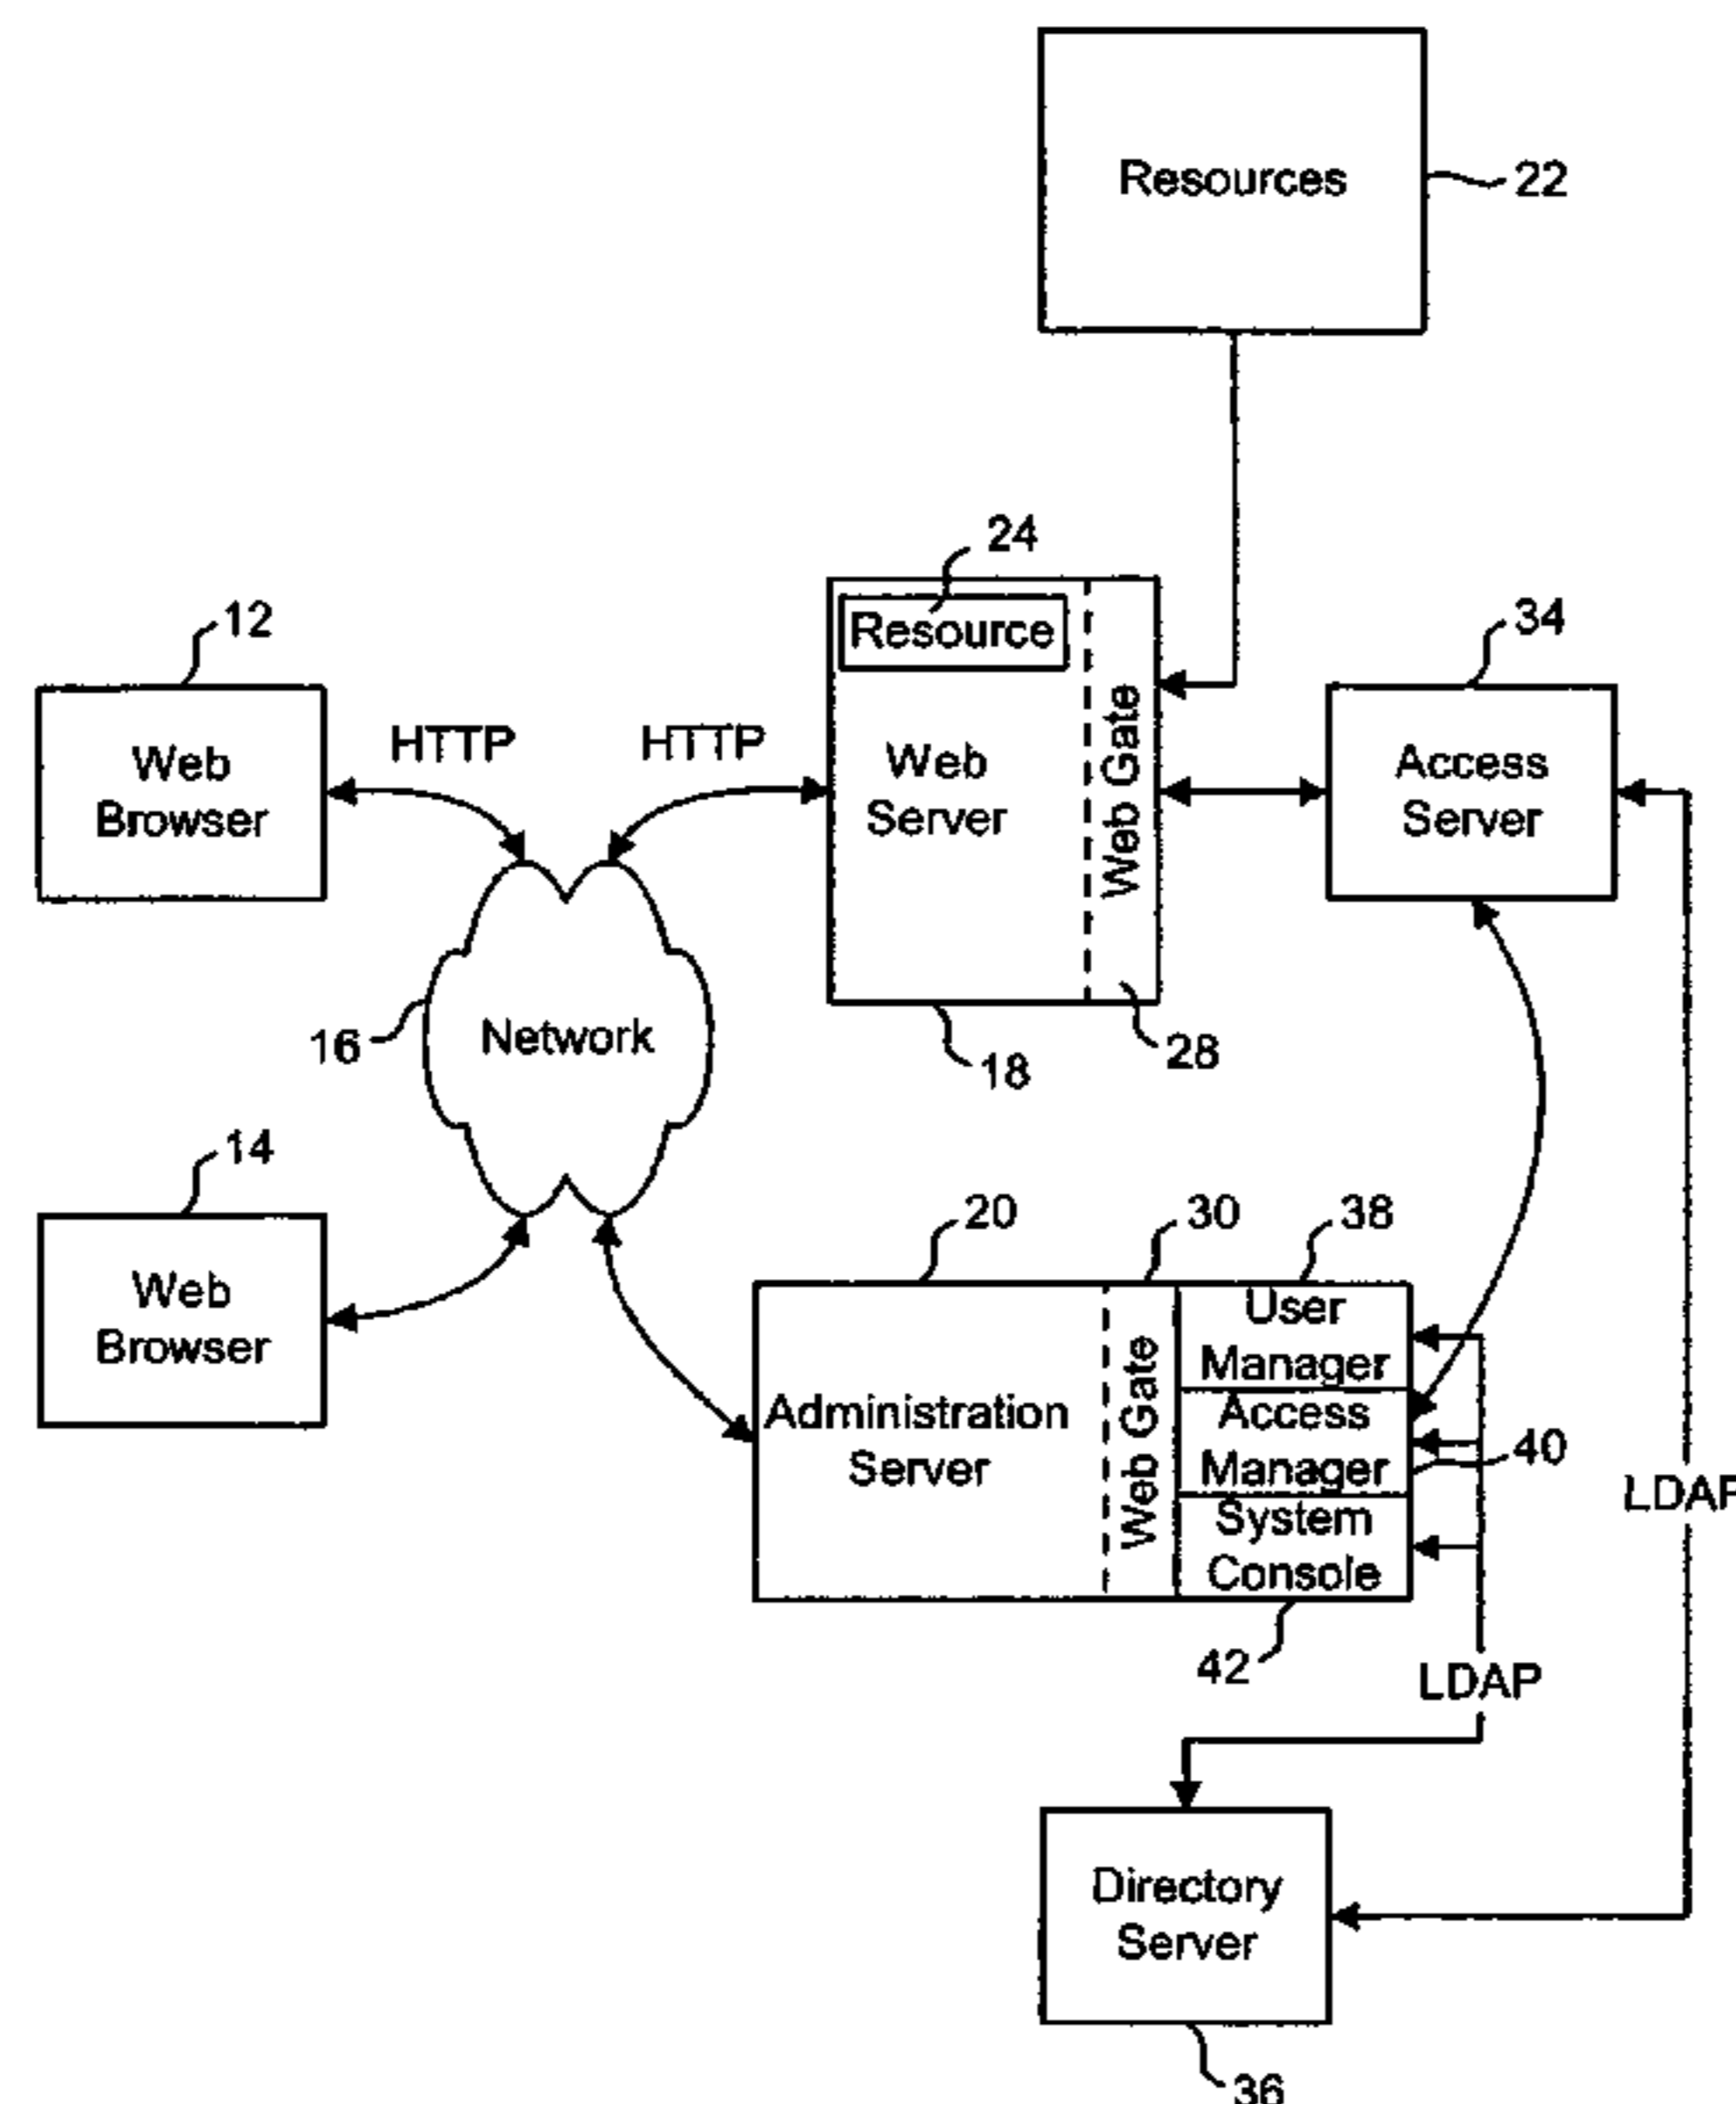 Resources
22
24
Resource
12
34
HTTP
HTTP
Web
Browser
Web
Server
Web Gate
Access
Server
16
Network
18
28
14
20
30
38
Web
Browser
User
Manager
Administration
Server
Web Gate
Access
Manager
40
System
Console
LDAP
42
LDAP
Directory
Server
36